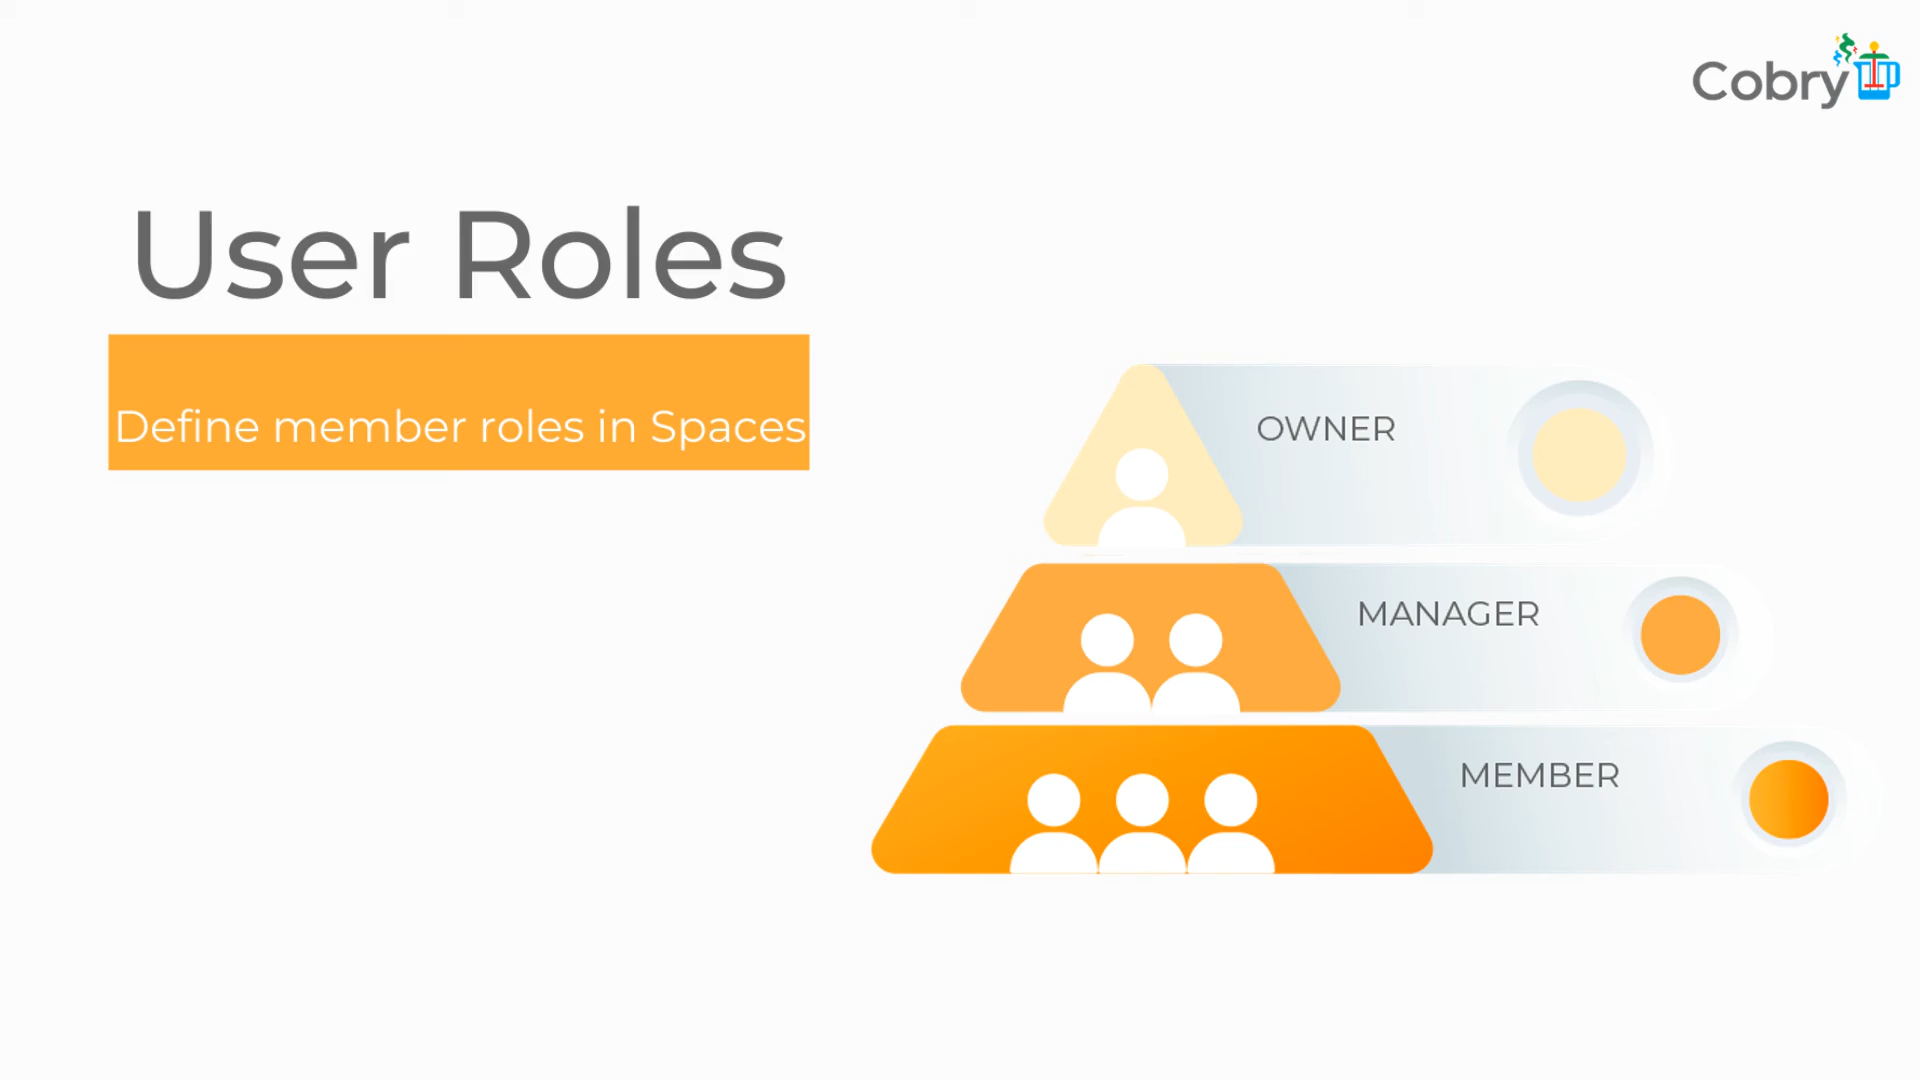 Cobry
User Roles
Define member roles in Spaces
OWNER
MANAGER
MEMBER